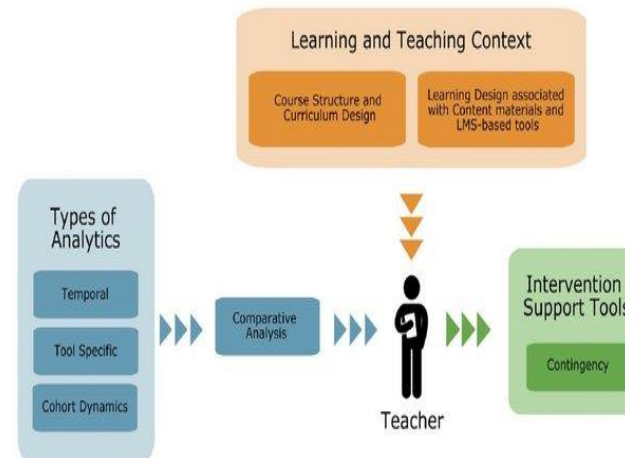 Learning and Teaching Context
Course Structure and
Curriculum Design
Learning Design associated
with Content materials and
LMS-based tools
Types of
Analytics
Temporal
Tool Specific
Cohort Dynamics
Comparative
Analysis
Teacher
Intervention
Support Tools
Contingency